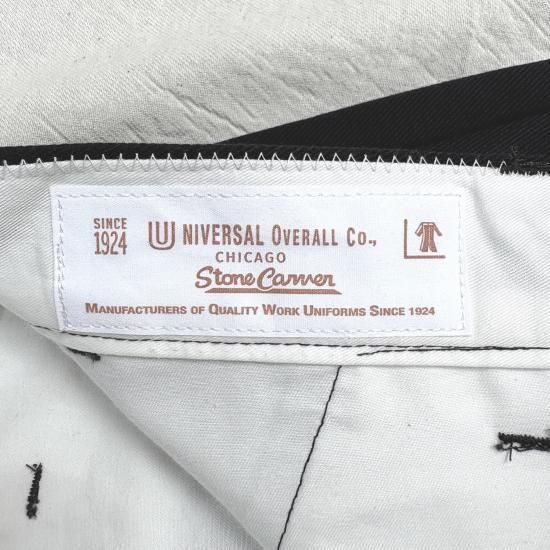 SINCE
1924
UNIVERSAL OVERALL CO.,
CHICAGO
Stone Carver
MANUFACTURERS OF QUALITY WORK UNIFORMS SINCE 1924